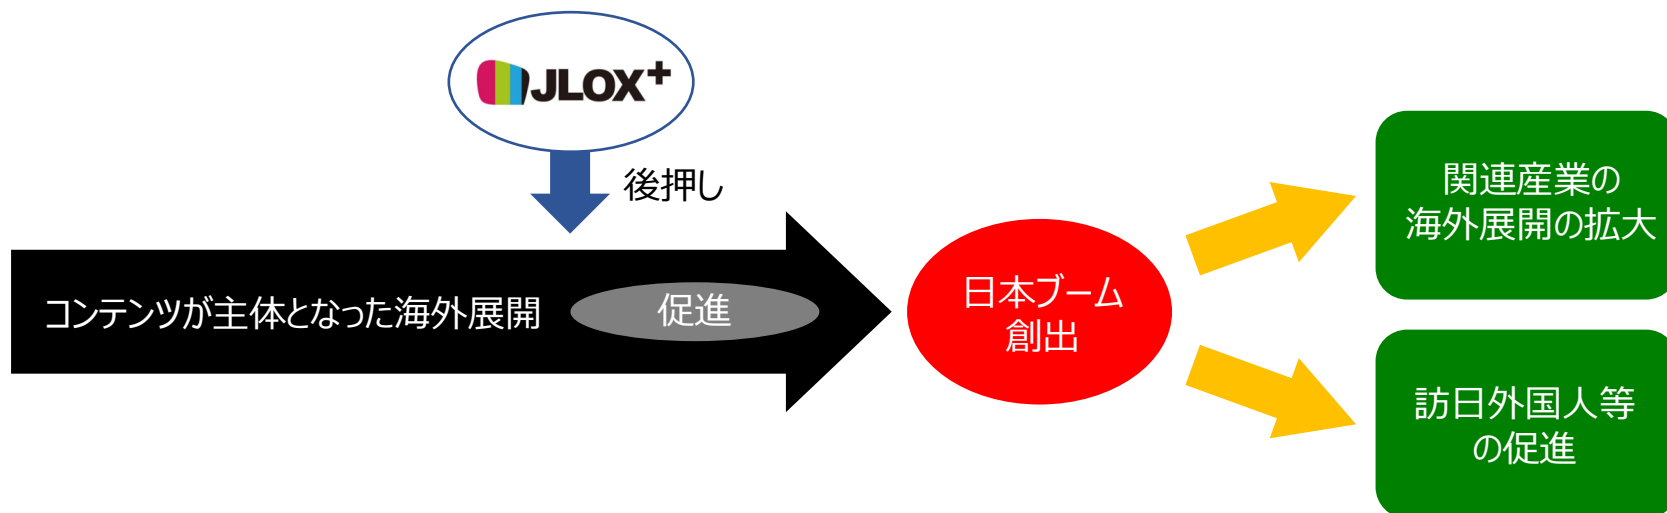 JLOX+
後押し
コンテンツが主体となった海外展開
促進
日本ブーム
創出
関連産業の
海外展開の拡大
訪日外国人等
の促進